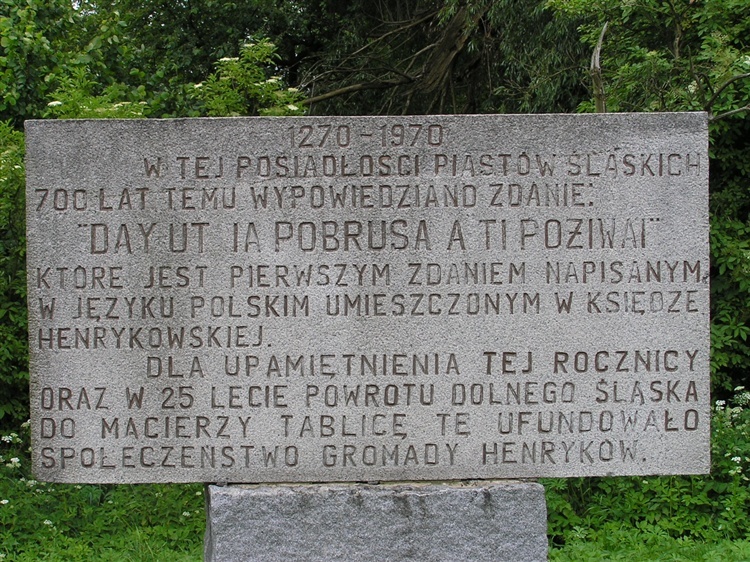 1270-1970
W TEJ POSIADŁOŚCI PIASTÓW ŚLĄSKICH
700 LAT TEMU WYPOWIEDZIANO ZDANIE:
"DAY UT IA POBRUSA A TI POZIWAI"
KTÓRE JEST PIERWSZYM ZDANIEM NAPISANYM
W JĘZYKU POLSKIM UMIESZCZONYM W KSIĘDZE
HENRYKOWSKIEJ.
DLA UPAMIĘTNIENIA TEJ ROCZNICY
ORAZ W 25 LECIE POWROTU DOLNEGO ŚLĄSKA
DO MACIERZY TABLICĘ TĘ UFUNDOWAŁO
SPOŁECZEŃSTWO GROMADY HENRYKÓW.